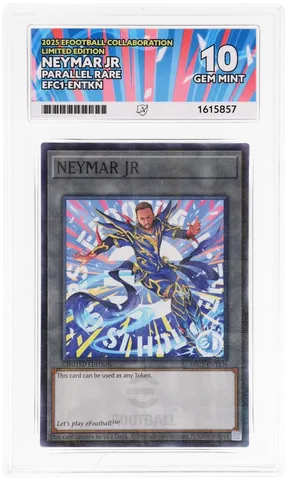 2025 EFOOTBALL COLLABORATION
LIMITED EDITION
NEYMAR JR
PARALLEL RARE
EFC1-ENTKN
10
GEM MINT
1615857
NEYMAR JR
LIMITED EDITION
This card can be used as any Token.
Let's play eFootball™!
FOOTBALL